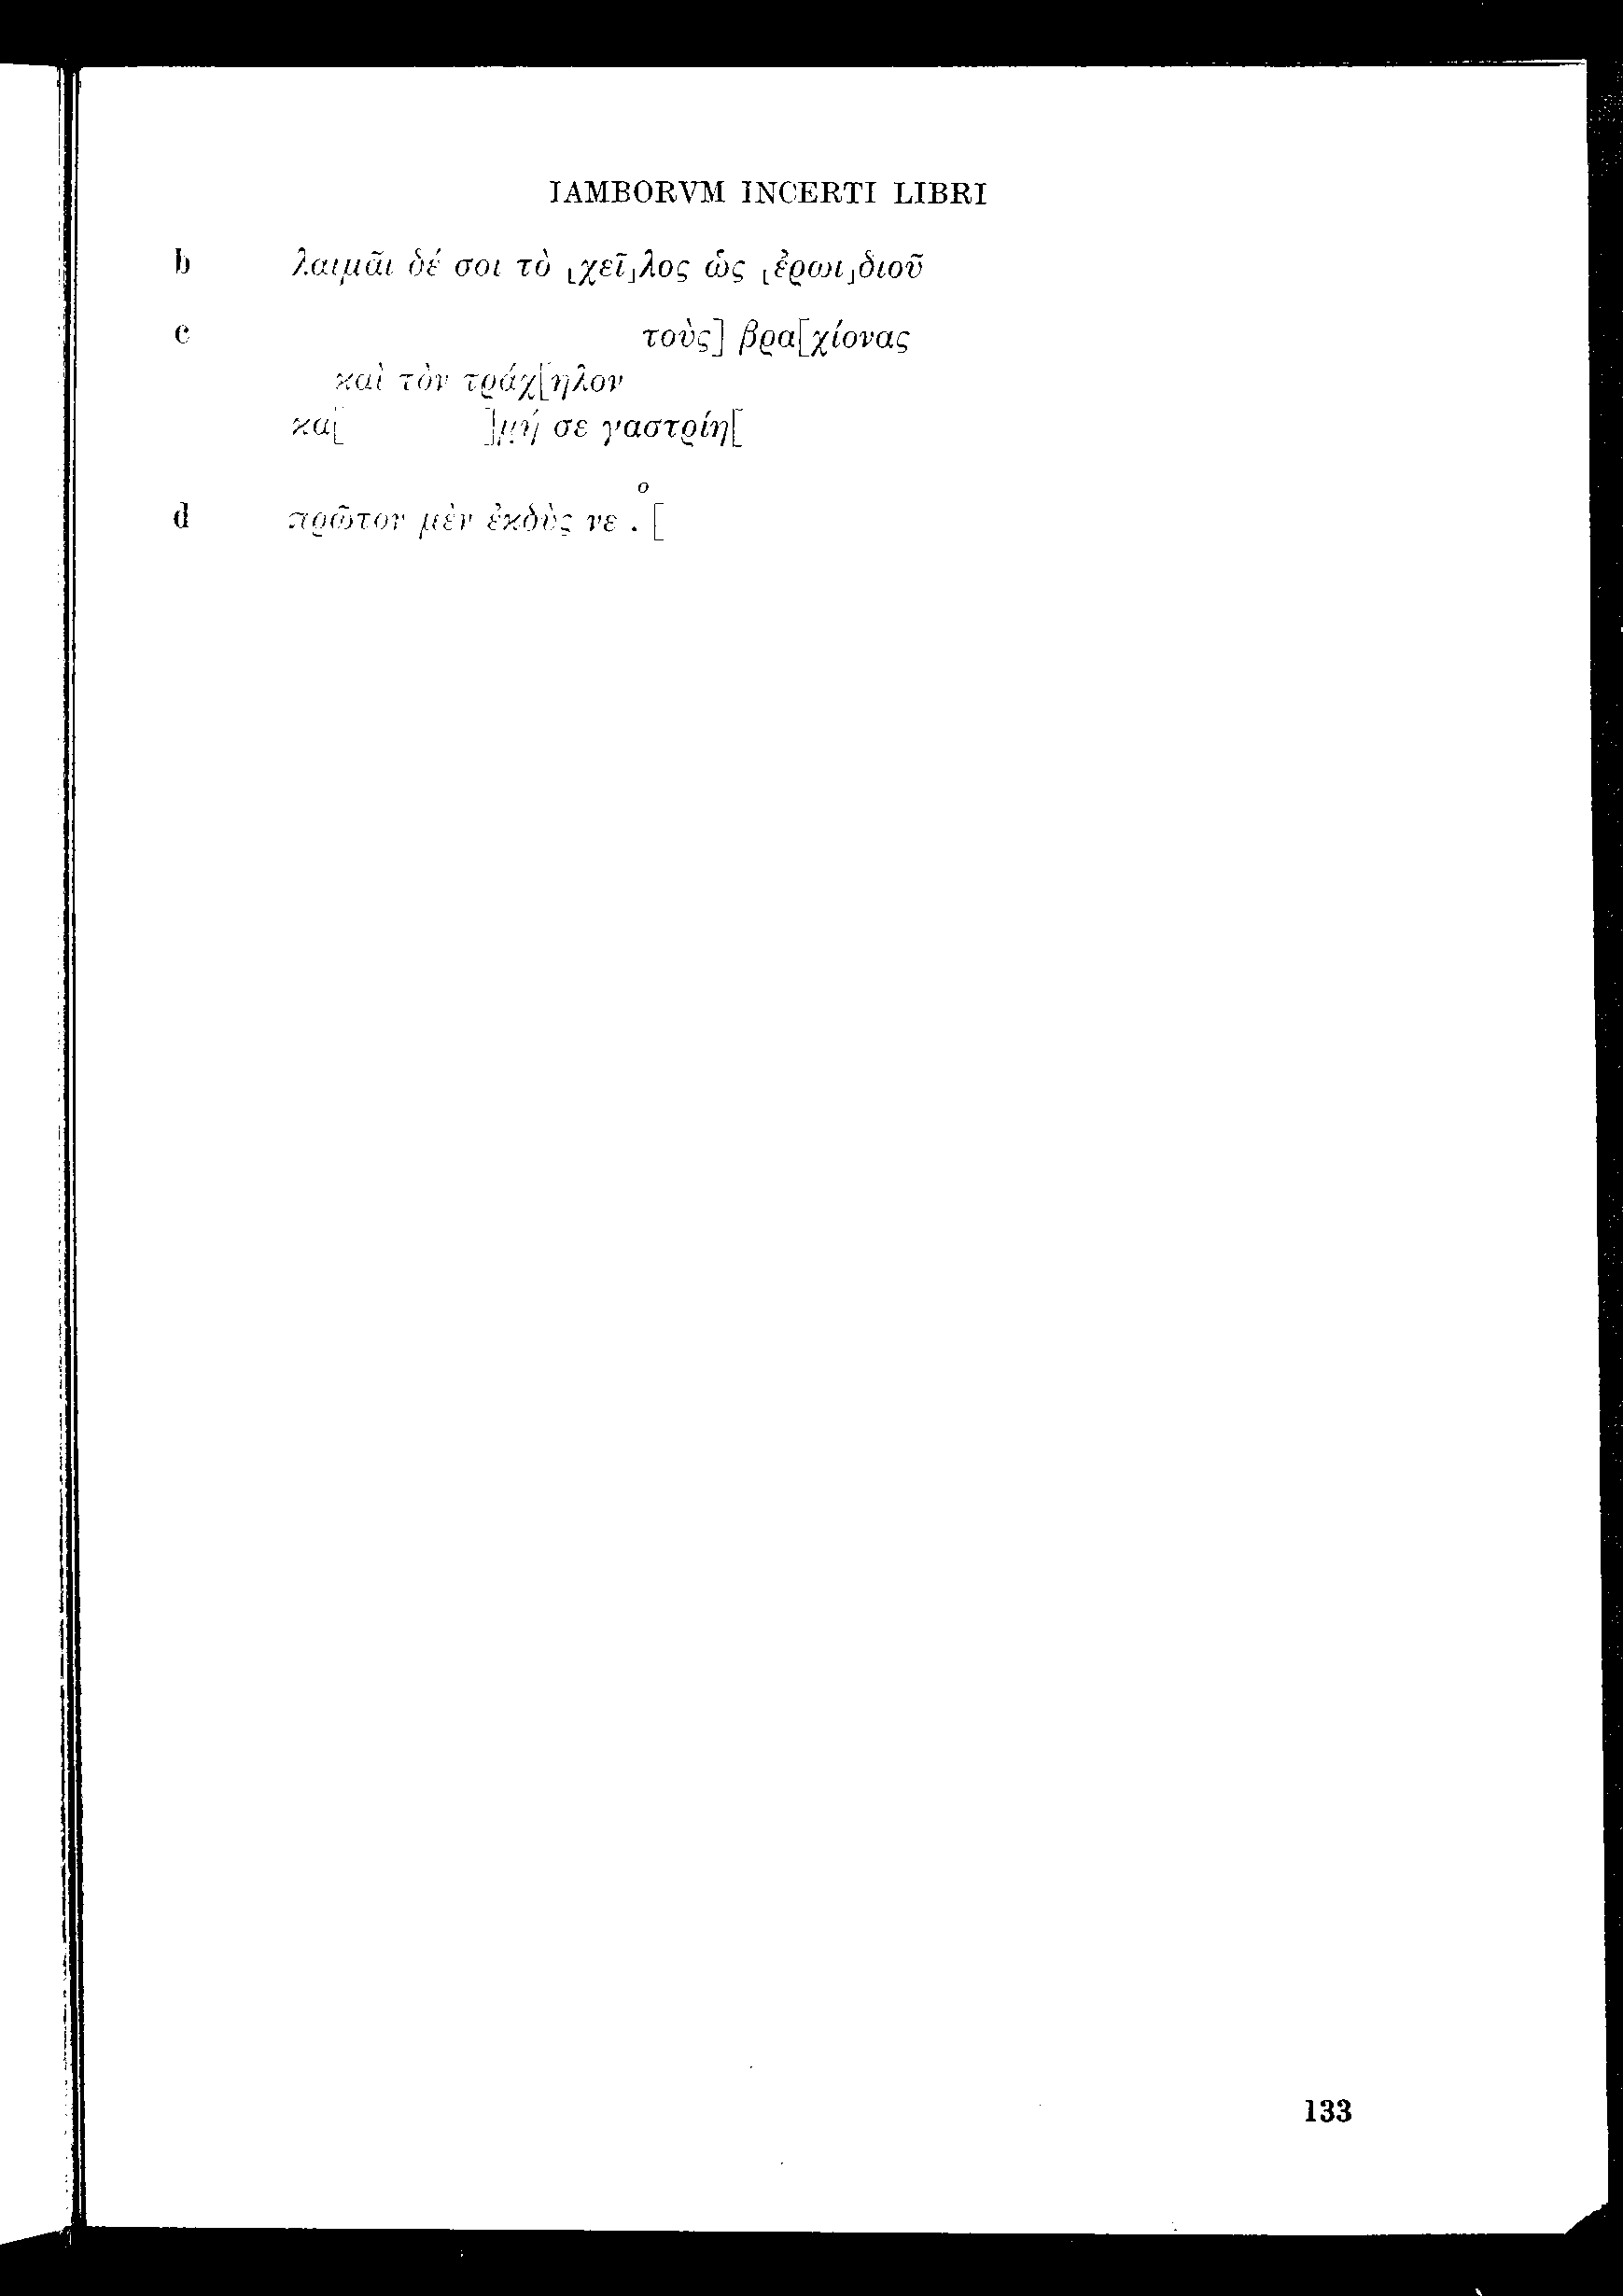 IAMBORVM INCERTI LIBRI
b λαιμᾶι δέ σοι τὸ ⌊χεῖ⌋λος ὡς ⌊ἐρωι⌋διοῦ
c τοὺς] βρα[χίονας
καὶ τὸν τράχ[ηλον
κα[ ]μή σε γαστρίη[
d πρῶτον μὲν ἐκδὺς νε . [
ο
133